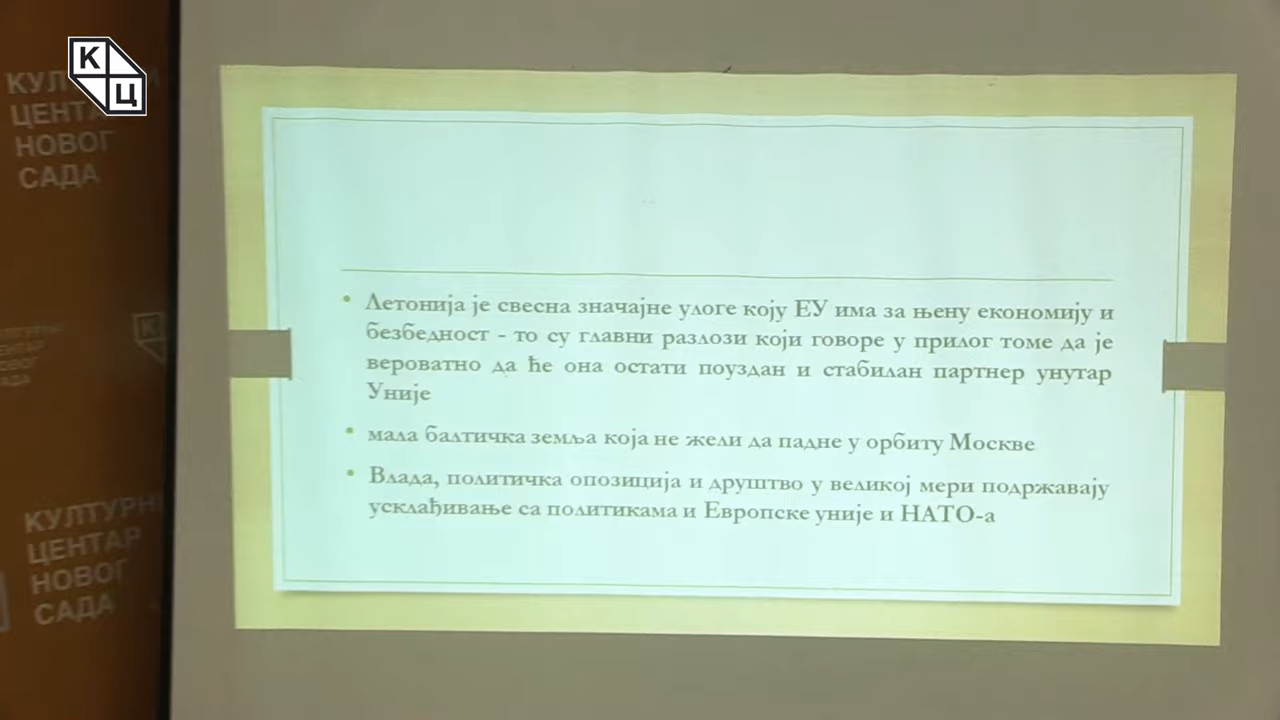 К
Ц
ЦЕНТА
НОВОГ
САДА
• Летонија је свесна значајне улоге коју ЕУ има за њену економију и
безбедност - то су главни разлози који говоре у прилог томе да је
вероватно да ће она остати поуздан и стабилан партнер унутар
Уније
• мала балтичка земља која не жели да падне у орбиту Москве
• Влада, политичка опозиција и друштво у великој мери подржавају
усклађивање са политикама и Европске уније и НАТО-а
КУЛТУРНИ
ЦЕНТАР
НОВОГ
САДА